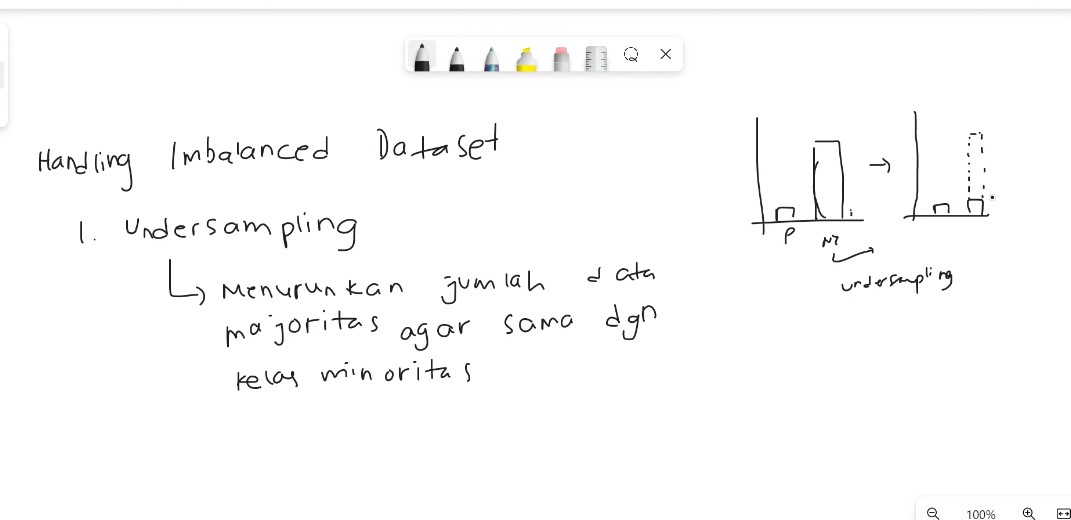 Handling Imbalanced Dataset
1. Undersampling
Menurunkan jumlah data
majoritas agar sama dgn
kelas minoritas
P
undersampling
100%